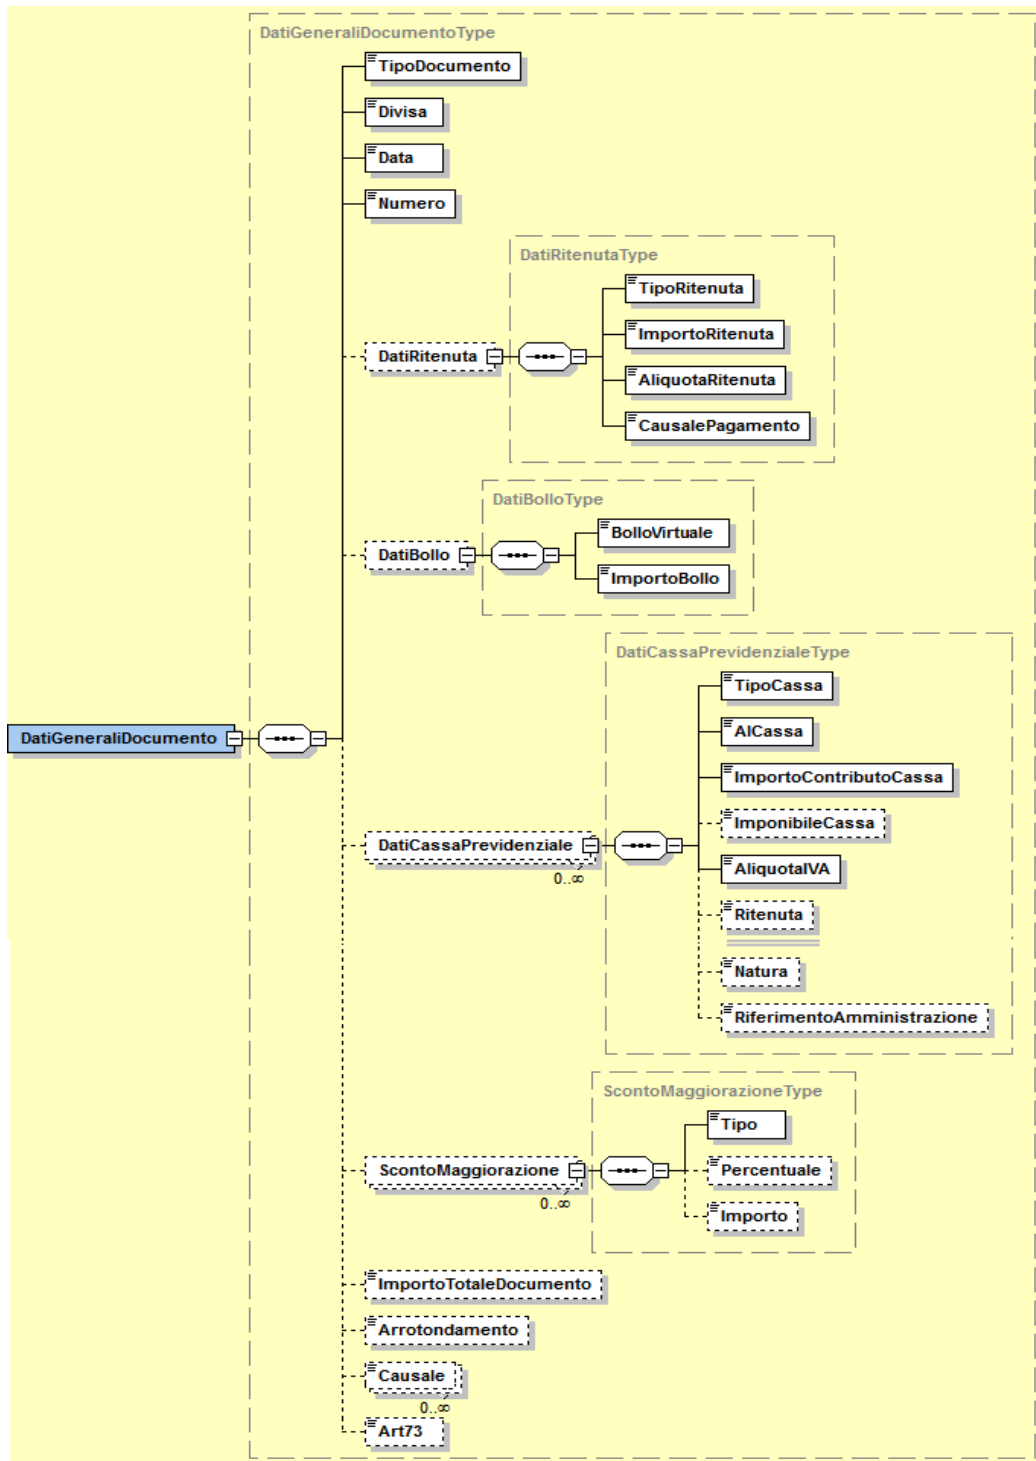 DatiGeneraliDocumentoType
TipoDocumento
Divisa
Data
Numero
DatiRitenutaType
TipoRitenuta
ImportoRitenuta
DatiRitenuta
AliquotaRitenuta
CausalePagamento
DatiBolloType
BolloVirtuale
DatiBollo
ImportoBollo
DatiCassaPrevidenzialeType
TipoCassa
AlCassa
DatiGeneraliDocumento
ImportoContributoCassa
ImponibileCassa
DatiCassaPrevidenziale
0..∞
AliquotaIVA
Ritenuta
Natura
RiferimentoAmministrazione
ScontoMaggiorazioneType
Tipo
ScontoMaggiorazione
0..∞
Percentuale
Importo
ImportoTotaleDocumento
Arrotondamento
Causale
0..∞
Art73